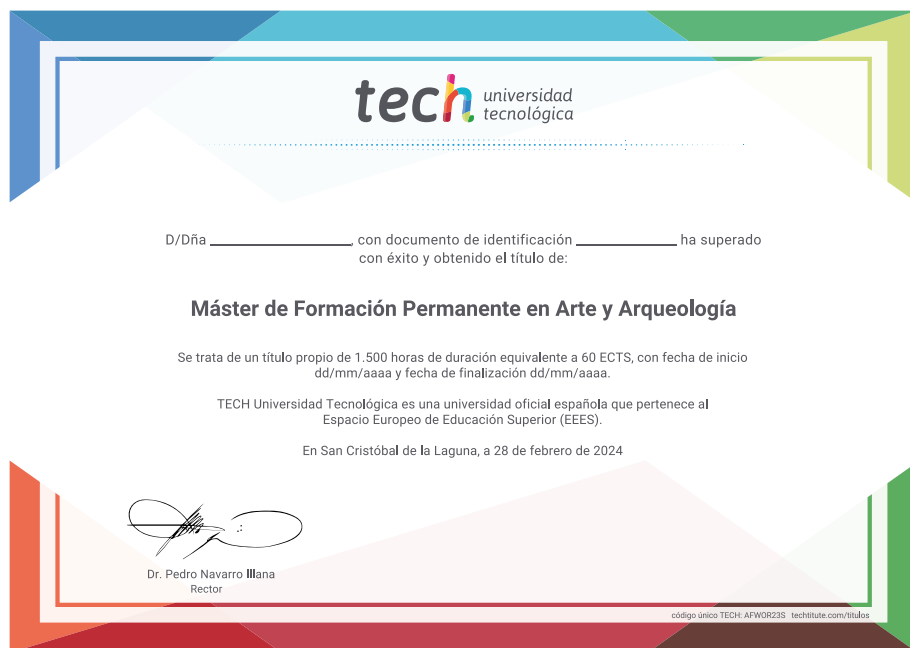 tech universidad
tecnológica
D/Dña ____________, con documento de identificación ____________ ha superado
con éxito y obtenido el título de:
Máster de Formación Permanente en Arte y Arqueología
Se trata de un título propio de 1.500 horas de duración equivalente a 60 ECTS, con fecha de inicio
dd/mm/aaaa y fecha de finalización dd/mm/aaaa.
TECH Universidad Tecnológica es una universidad oficial española que pertenece al
Espacio Europeo de Educación Superior (EEES).
En San Cristóbal de la Laguna, a 28 de febrero de 2024
Dr. Pedro Navarro Illana
Rector
código único TECH: AFWOR23S techtitute.com/titulos